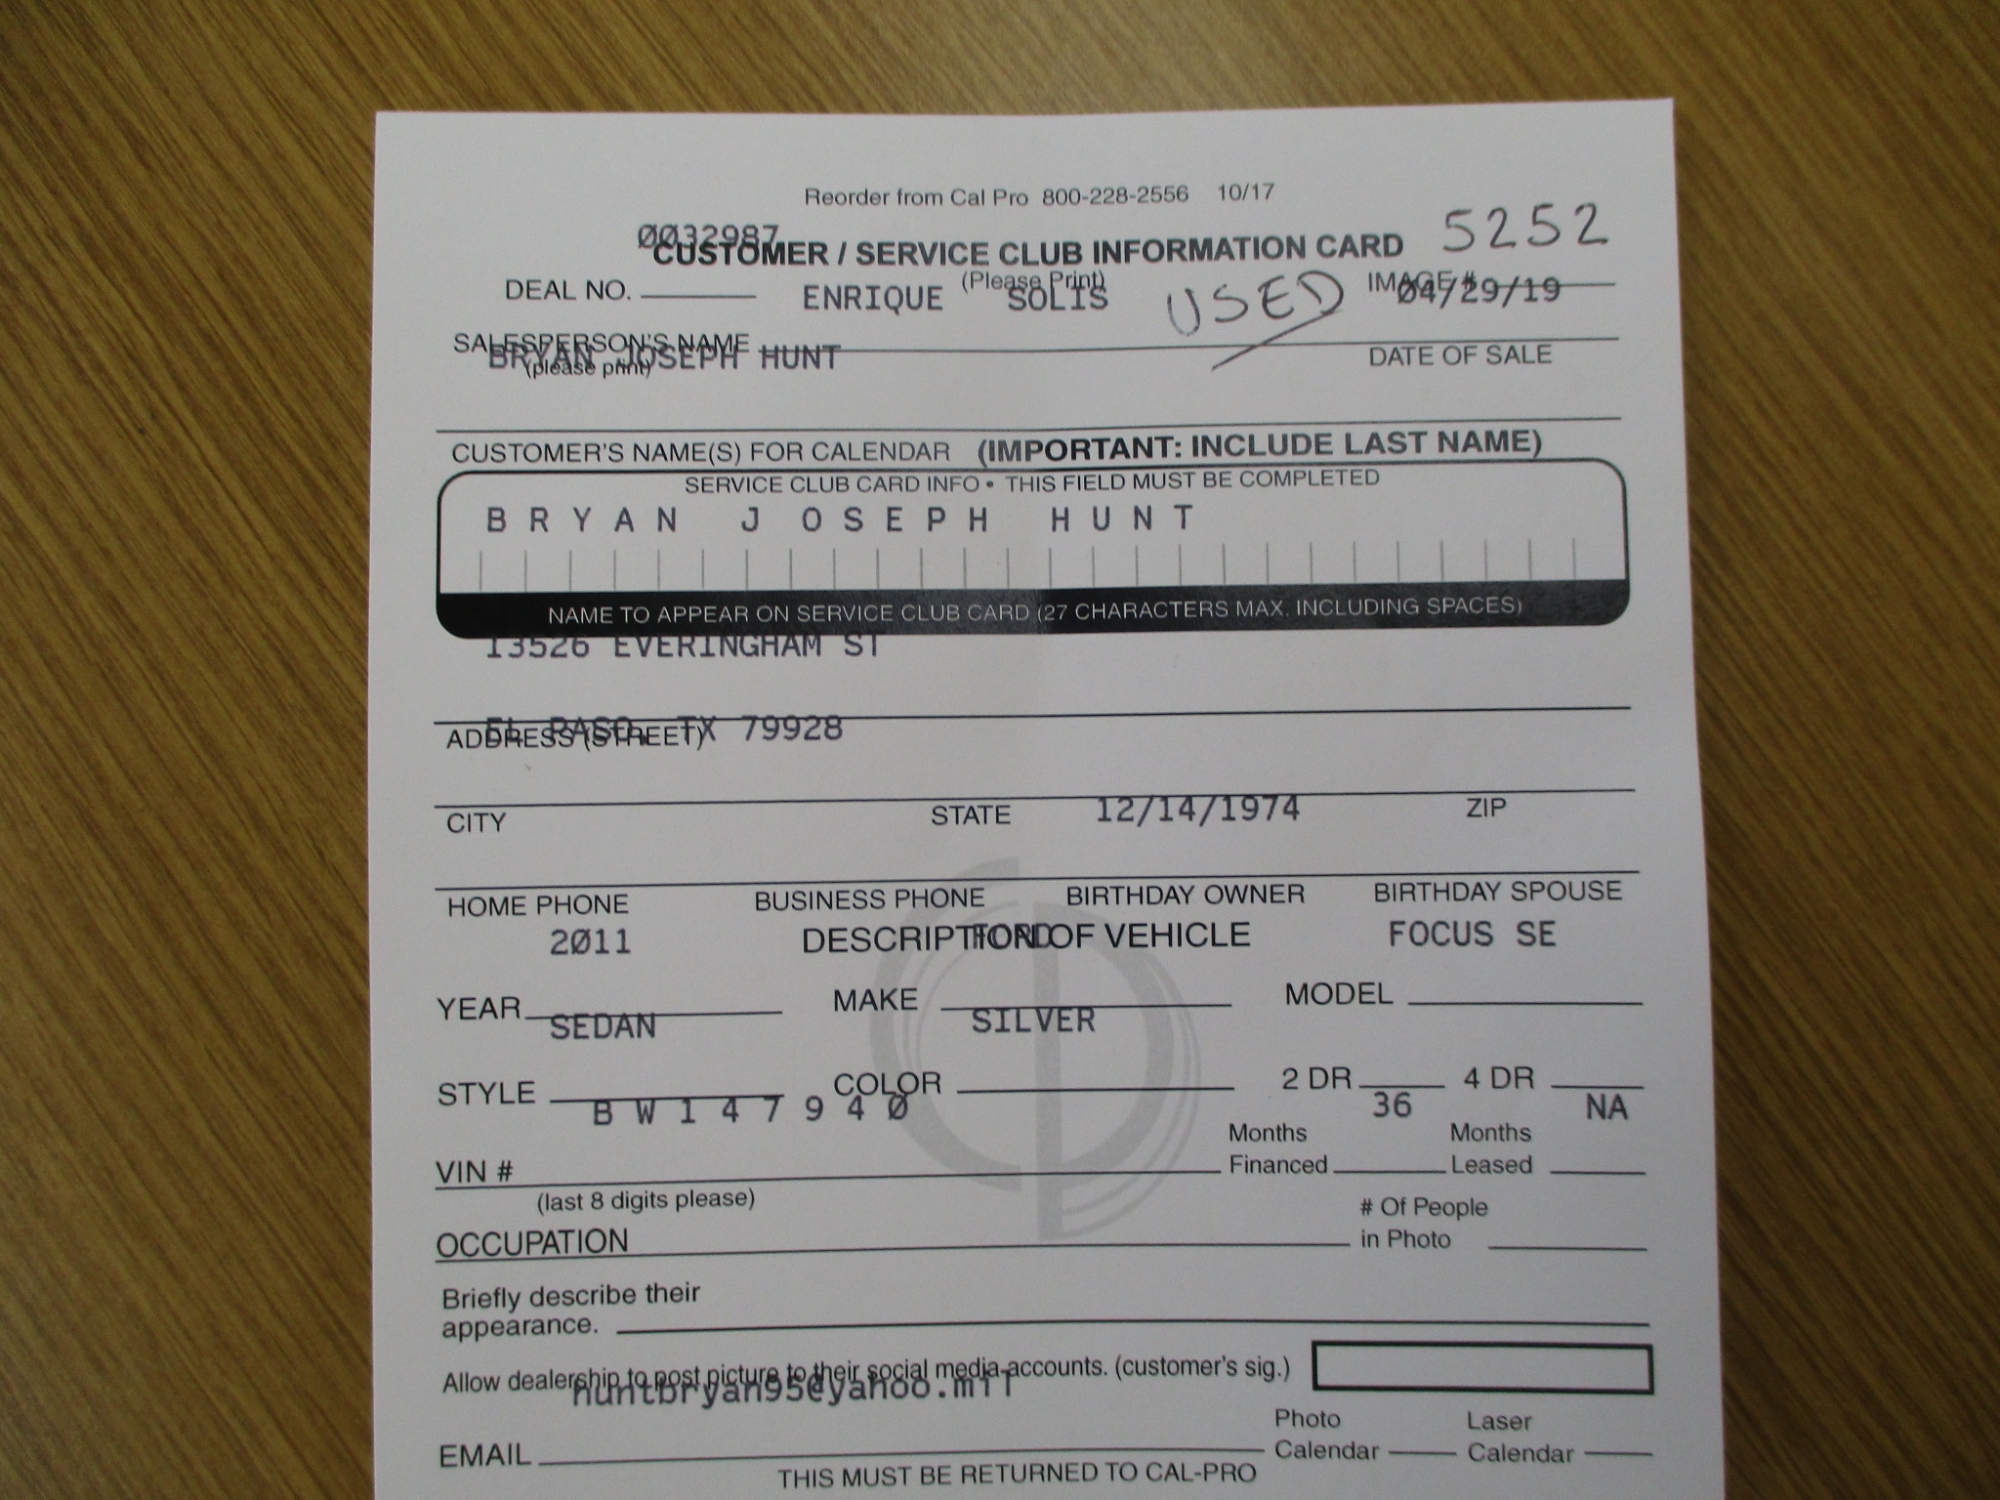 Reorder from Cal Pro 800-228-2556 10/17
0032987
CUSTOMER / SERVICE CLUB INFORMATION CARD 5252
(Please Print)
DEAL NO. ENRIQUE SOLIS USED IMAGE # 04/29/19
SALESPERSON'S NAME DATE OF SALE
BRYAN JOSEPH HUNT
(please print)
CUSTOMER'S NAME(S) FOR CALENDAR (IMPORTANT: INCLUDE LAST NAME)
SERVICE CLUB CARD INFO • THIS FIELD MUST BE COMPLETED
BRYAN JOSEPH HUNT
NAME TO APPEAR ON SERVICE CLUB CARD (27 CHARACTERS MAX. INCLUDING SPACES)
13526 EVERINGHAM ST
EL PASO, TX 79928
ADDRESS (STREET)
12/14/1974
CITY STATE ZIP
HOME PHONE BUSINESS PHONE BIRTHDAY OWNER BIRTHDAY SPOUSE
2011 FORD FOCUS SE
DESCRIPTION OF VEHICLE
YEAR MAKE MODEL
SEDAN SILVER
STYLE COLOR 2 DR 4 DR
BW147940 36 NA
VIN # Months Financed Months Leased
(last 8 digits please)
OCCUPATION # Of People in Photo
Briefly describe their
appearance.
Allow dealership to post picture to their social media accounts. (customer's sig.)
huntbryan95@yahoo.mil
EMAIL Photo Calendar Laser Calendar
THIS MUST BE RETURNED TO CAL-PRO